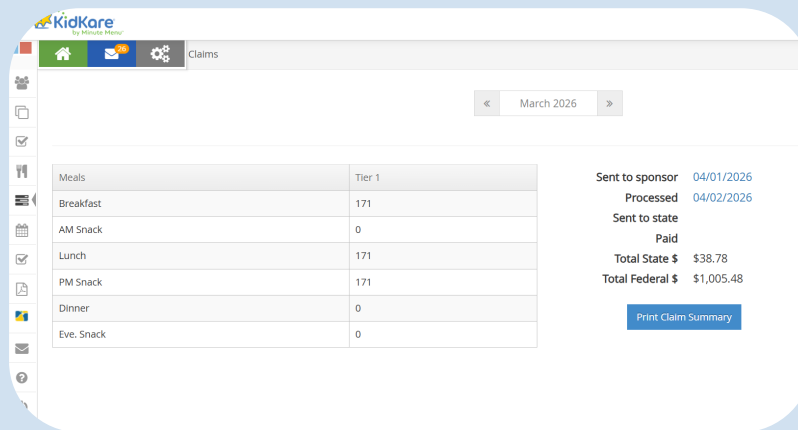 KidKare
by Minute Menu
26
Claims
« March 2026 »
Meals Tier 1
Breakfast 171
AM Snack 0
Lunch 171
PM Snack 171
Dinner 0
Eve. Snack 0
Sent to sponsor 04/01/2026
Processed 04/02/2026
Sent to state
Paid
Total State $ $38.78
Total Federal $ $1,005.48
Print Claim Summary